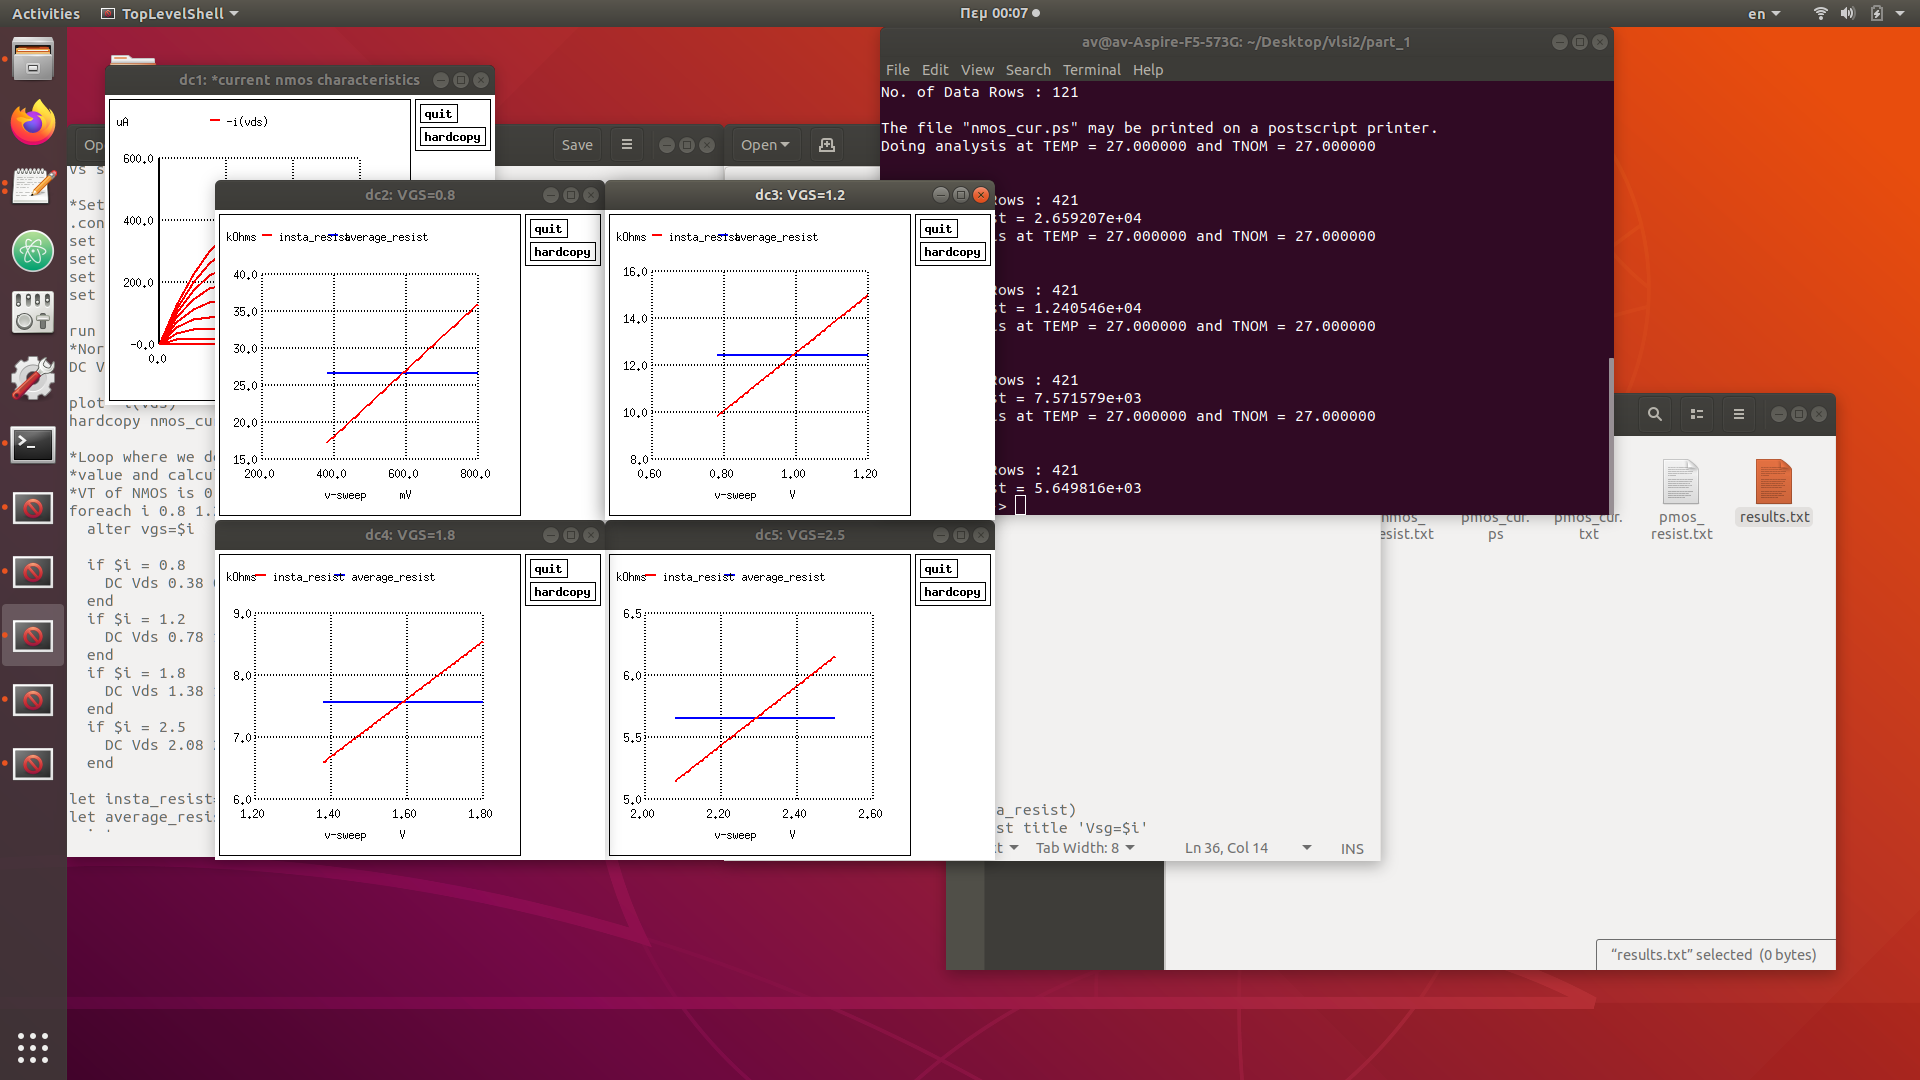 Activities
TopLevelShell
Πεμ 00:07
en
dc1: *current nmos characteristics
uA
-i(vds)
quit
hardcopy
600.0
400.0
200.0
-0.0
0.0
Save
Open
av@av-Aspire-F5-573G: ~/Desktop/vlsi2/part_1
File Edit View Search Terminal Help
No. of Data Rows : 121
The file "nmos_cur.ps" may be printed on a postscript printer.
Doing analysis at TEMP = 27.000000 and TNOM = 27.000000
Rows : 421
st = 2.659207e+04
is at TEMP = 27.000000 and TNOM = 27.000000
Rows : 421
st = 1.240546e+04
is at TEMP = 27.000000 and TNOM = 27.000000
Rows : 421
st = 7.571579e+03
is at TEMP = 27.000000 and TNOM = 27.000000
Rows : 421
st = 5.649816e+03
>
Op
Vs s
*Set
.con
set
set
set
set
run
*Nor
DC V
plot -i(vds)
hardcopy nmos_cu
*Loop where we d
*value and calcu
*VT of NMOS is 0
foreach i 0.8 1.
alter vgs=$i
if $i = 0.8
DC Vds 0.38
end
if $i = 1.2
DC Vds 0.78
end
if $i = 1.8
DC Vds 1.38
end
if $i = 2.5
DC Vds 2.08
end
let insta_resist=
let average_resis
dc2: VGS=0.8
kOhms
insta_resist
average_resist
quit
hardcopy
40.0
35.0
30.0
25.0
20.0
15.0
200.0 400.0 600.0 800.0
v-sweep mV
dc3: VGS=1.2
kOhms
insta_resist
average_resist
quit
hardcopy
16.0
14.0
12.0
10.0
8.0
0.60 0.80 1.00 1.20
v-sweep V
dc4: VGS=1.8
kOhms
insta_resist
average_resist
quit
hardcopy
9.0
8.0
7.0
6.0
1.20 1.40 1.60 1.80
v-sweep V
dc5: VGS=2.5
kOhms
insta_resist
average_resist
quit
hardcopy
6.5
6.0
5.5
5.0
2.00 2.20 2.40 2.60
v-sweep V
nmos_
esist.txt
pmos_cur.
ps
pmos_cur.
txt
pmos_
resist.txt
results.txt
a_resist)
st title 'Vsg=$i'
Tab Width: 8
Ln 36, Col 14
INS
“results.txt” selected (0 bytes)